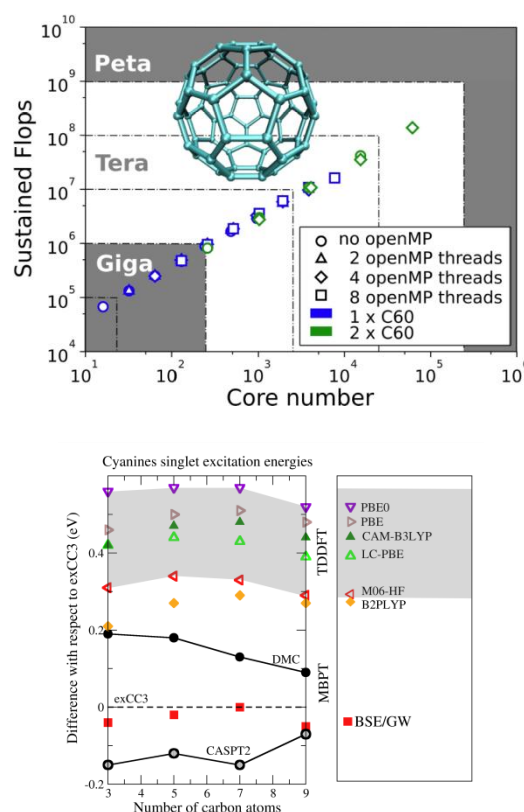 10^10
10^9
10^8
10^7
10^6
10^5
10^4
Sustained Flops
Peta
Tera
Giga
no openMP
2 openMP threads
4 openMP threads
8 openMP threads
1 x C60
2 x C60
10^1
10^2
10^3
10^4
10^5
10^6
Core number
Cyanines singlet excitation energies
Difference with respect to exCC3 (eV)
0.4
0.2
0
-0.2
exCC3
DMC
CASPT2
3
5
7
9
Number of carbon atoms
TDDFT
MBPT
PBE0
PBE
CAM-B3LYP
LC-PBE
M06-HF
B2PLYP
BSE/GW